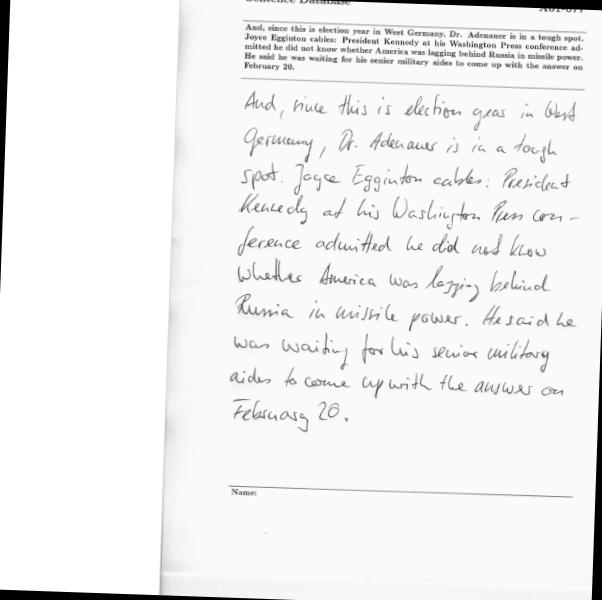 Sentence Database
And, since this is election year in West Germany, Dr. Adenauer is in a tough spot.
Joyce Egginton cables: President Kennedy at his Washington Press conference ad-
mitted he did not know whether America was lagging behind Russia in missile power.
He said he was waiting for his senior military aides to come up with the answer on
February 20.
And, since this is election year in West
Germany, Dr. Adenauer is in a tough
spot. Joyce Egginton cables: President
Kennedy at his Washington Press con-
ference admitted he did not know
whether America was lagging behind
Russia in missile power. He said he
was waiting for his senior military
aides to come up with the answer on
February 20.
Name: